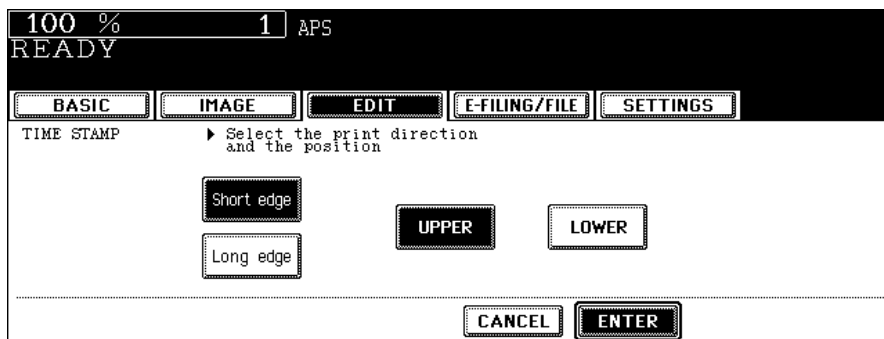 100 % 1 APS
READY
BASIC IMAGE EDIT E-FILING/FILE SETTINGS
TIME STAMP Select the print direction
and the position
Short edge
UPPER LOWER
Long edge
CANCEL ENTER